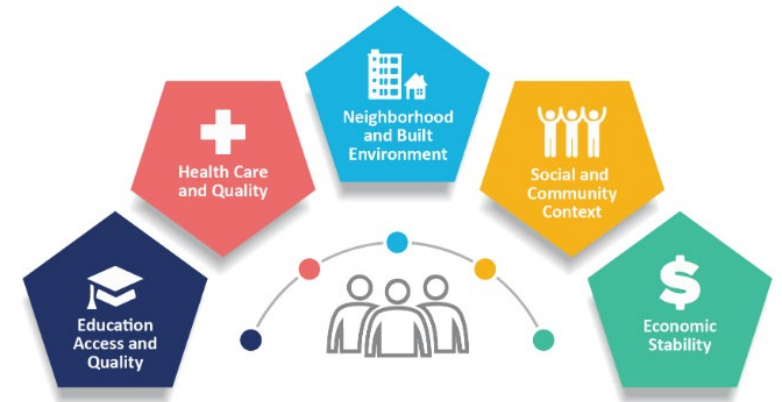 Education
Access and
Quality
Health Care
and Quality
Neighborhood
and Built
Environment
Social and
Community
Context
$
Economic
Stability